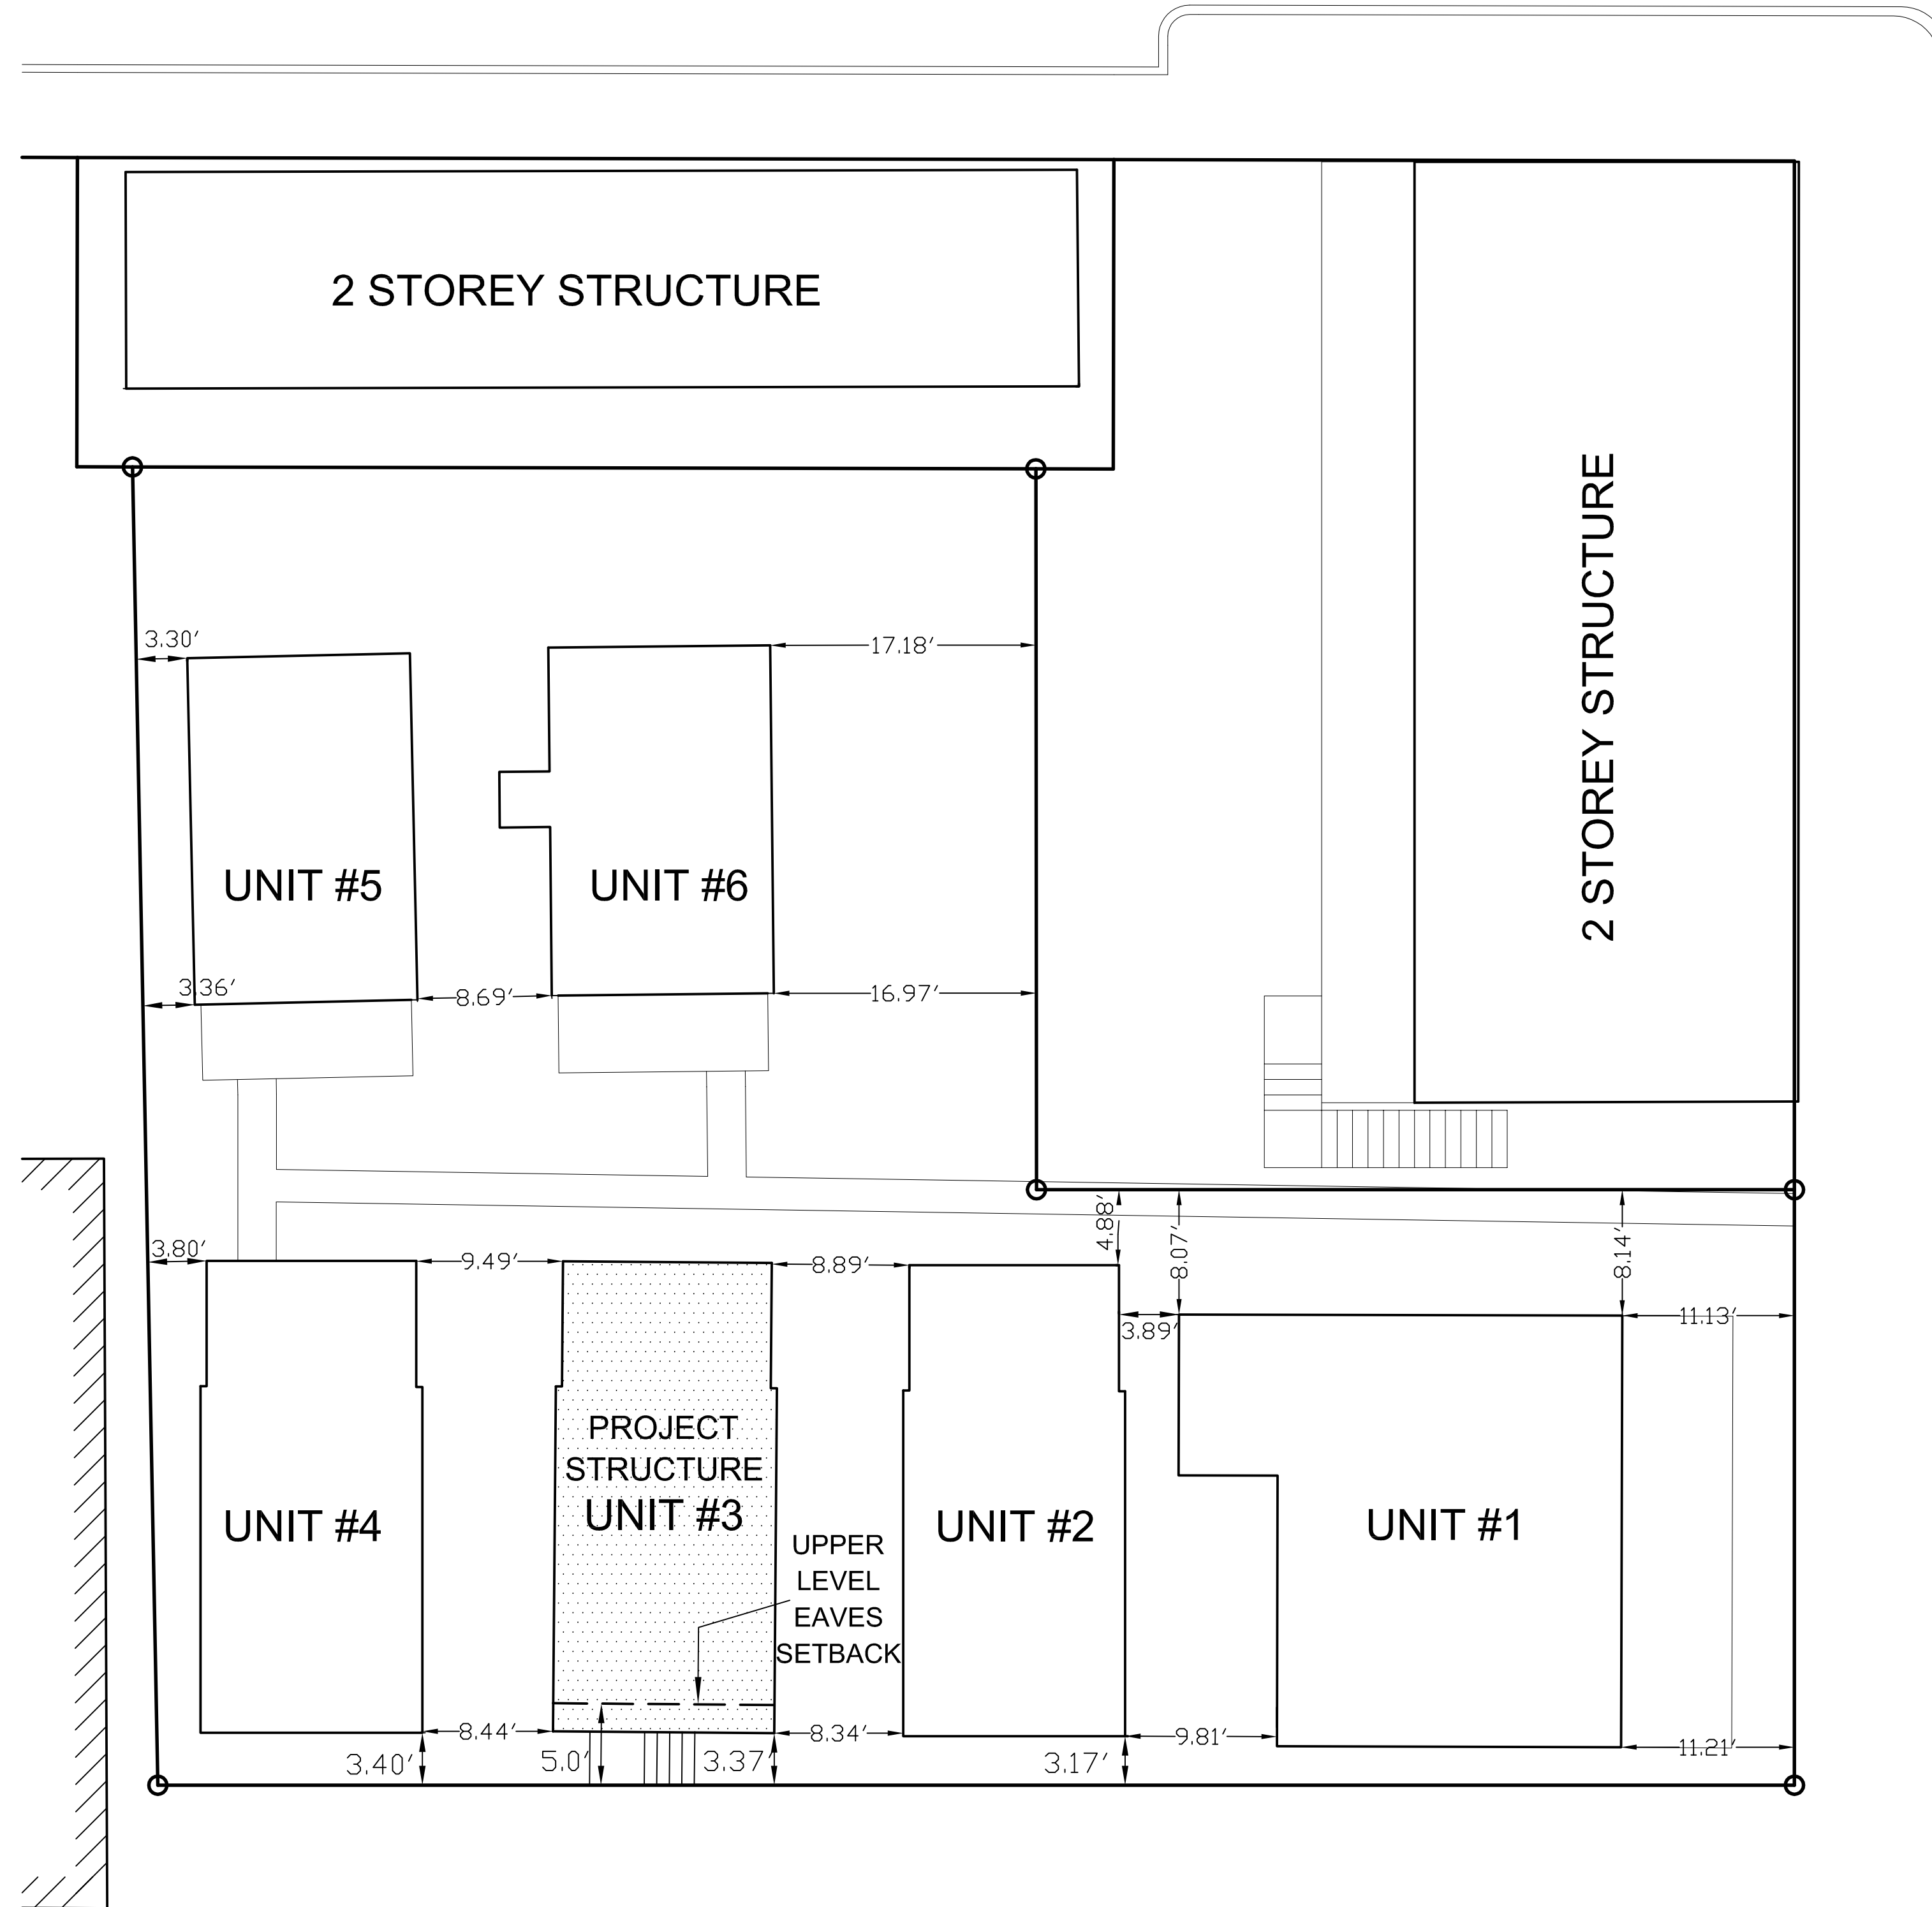 2 STOREY STRUCTURE
2 STOREY STRUCTURE
3.30'
17.18'
UNIT #5
UNIT #6
3.36'
8.69'
16.97'
4.88'
8.07'
8.14'
3.80'
9.49'
8.89'
3.89'
11.13'
PROJECT
STRUCTURE
UNIT #3
UNIT #4
UNIT #2
UNIT #1
UPPER
LEVEL
EAVES
SETBACK
8.44'
8.34'
9.81'
11.21'
3.40'
5.0'
3.37'
3.17'